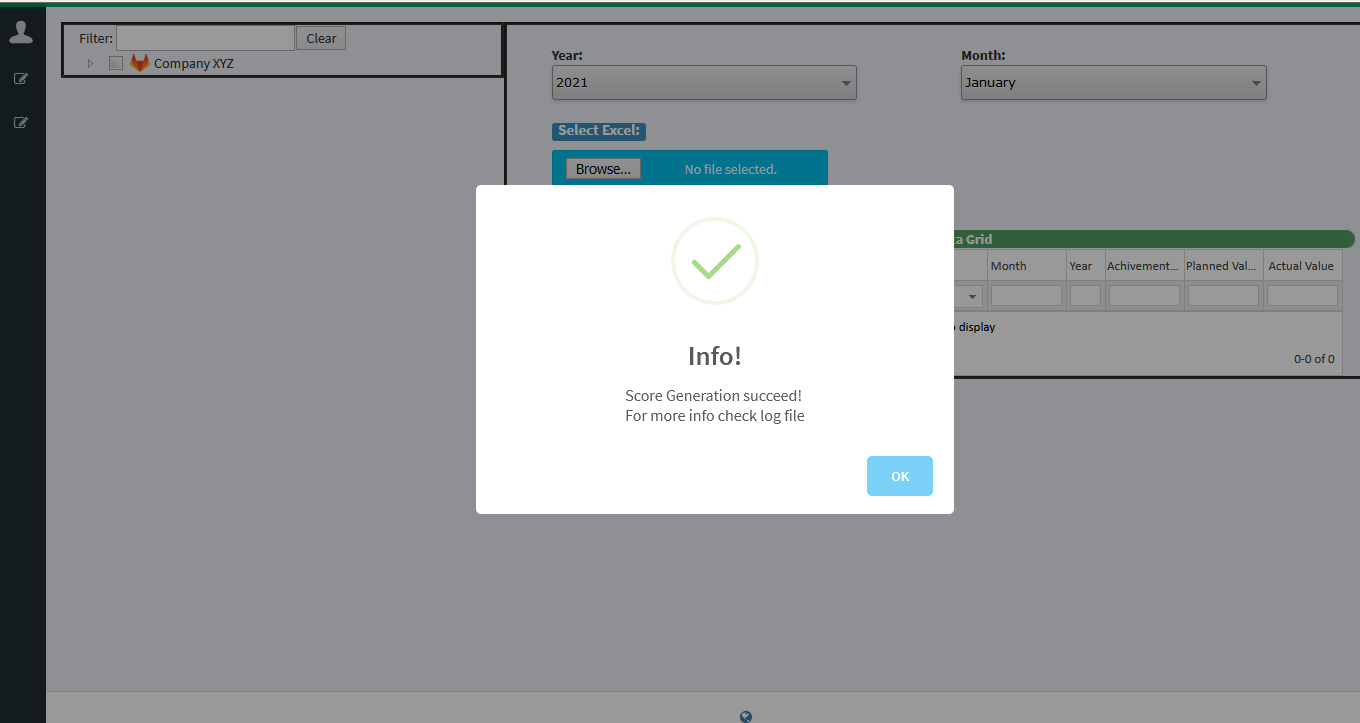 Filter:
Clear
Company XYZ
Year:
Month:
2021
January
Select Excel:
Browse...
No file selected.
Grid
Month
Year
Achivement...
Planned Val...
Actual Value
display
0-0 of 0
Info!
Score Generation succeed!
For more info check log file
OK